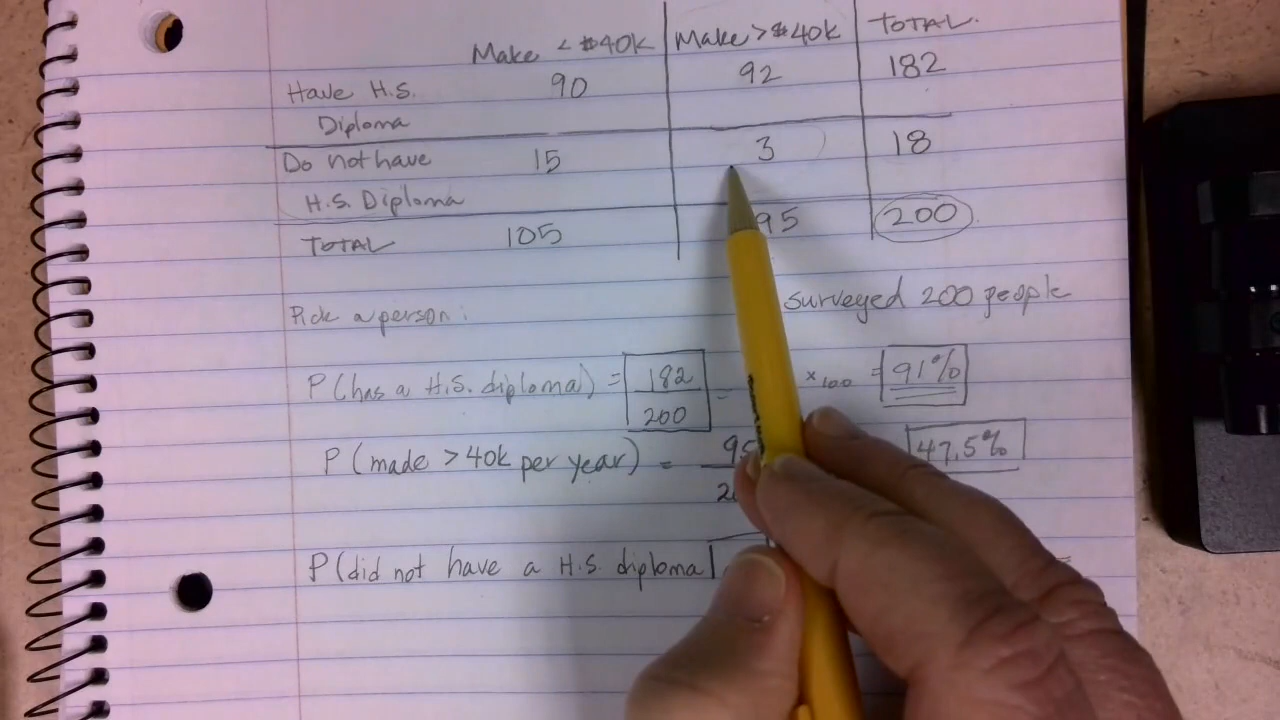 Make < $40k Make > $40k TOTAL.
Have H.S. 90 92 182
Diploma
Do not have 15 3 18
H.S. Diploma
TOTAL 105 95 200
Pick a person: surveyed 200 people
P(has a H.S. diploma) = 182 x100 = 91%
200
P(made >40k per year) = 95 47.5%
P(did not have a H.S. diploma =